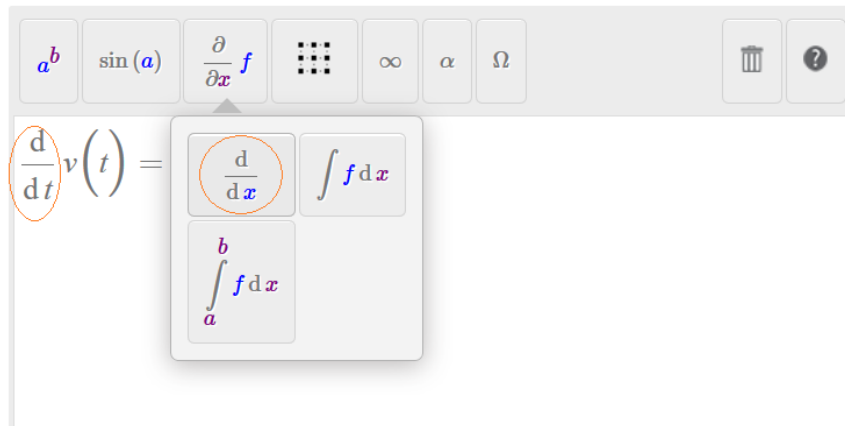 a^b sin (a) ∂/∂x f ∞ α Ω ?
d/dt v(t) =
d/dx ∫ f dx
∫_a^b f dx